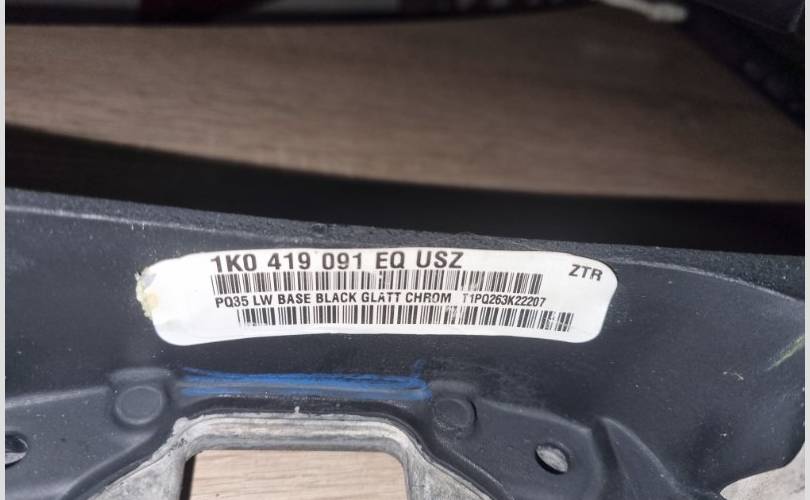 1K0 419 091 EQ USZ
ZTR
PQ35 LW BASE BLACK GLATT CHROM T1PQ263K22207